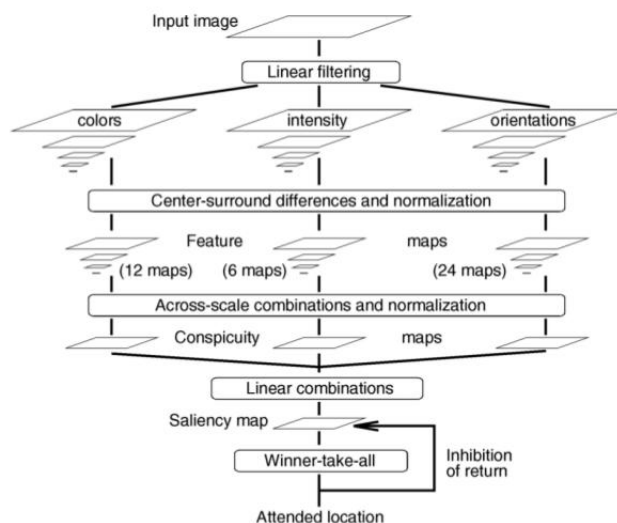 Input image
Linear filtering
colors intensity orientations
Center-surround differences and normalization
Feature maps
(12 maps) (6 maps) (24 maps)
Across-scale combinations and normalization
Conspicuity maps
Linear combinations
Saliency map
Winner-take-all
Inhibition
of return
Attended location